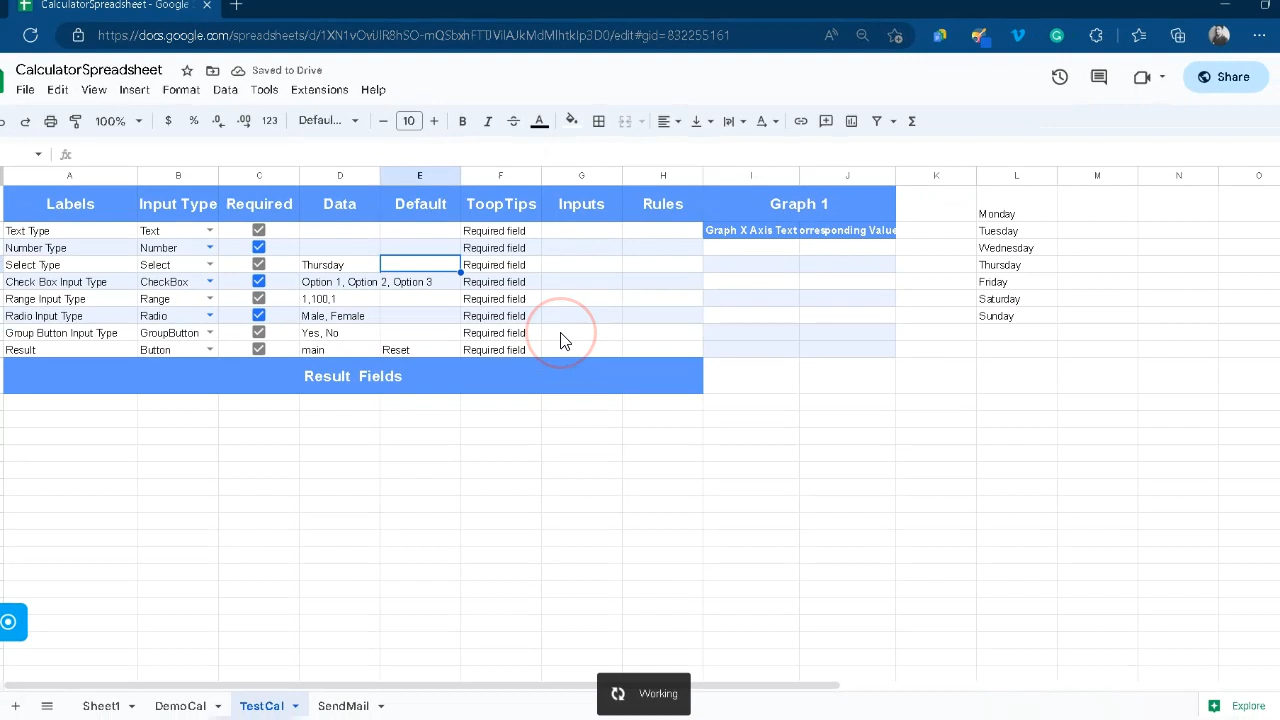 CalculatorSpreadsheet - Google
https://docs.google.com/spreadsheets/d/
/edit#gid=832255161
CalculatorSpreadsheet Saved to Drive
Share
File Edit View Insert Format Data Tools Extensions Help
100% $ % .0 .00 123 Defaul... 10 B I A
fx
A B C D E F G H I J K L M N O
Labels Input Type Required Data Default ToopTips Inputs Rules Graph 1
Monday
Text Type Text Required field Graph X Axis Text orresponding Value Tuesday
Number Type Number Required field Wednesday
Select Type Select Thursday Required field Thursday
Check Box Input Type CheckBox Option 1, Option 2, Option 3 Required field Friday
Range Input Type Range 1,100,1 Required field Saturday
Radio Input Type Radio Male, Female Required field Sunday
Group Button Input Type GroupButton Yes, No Required field
Result Button main Reset Required field
Result Fields
Working
Sheet1 DemoCal TestCal SendMail Explore